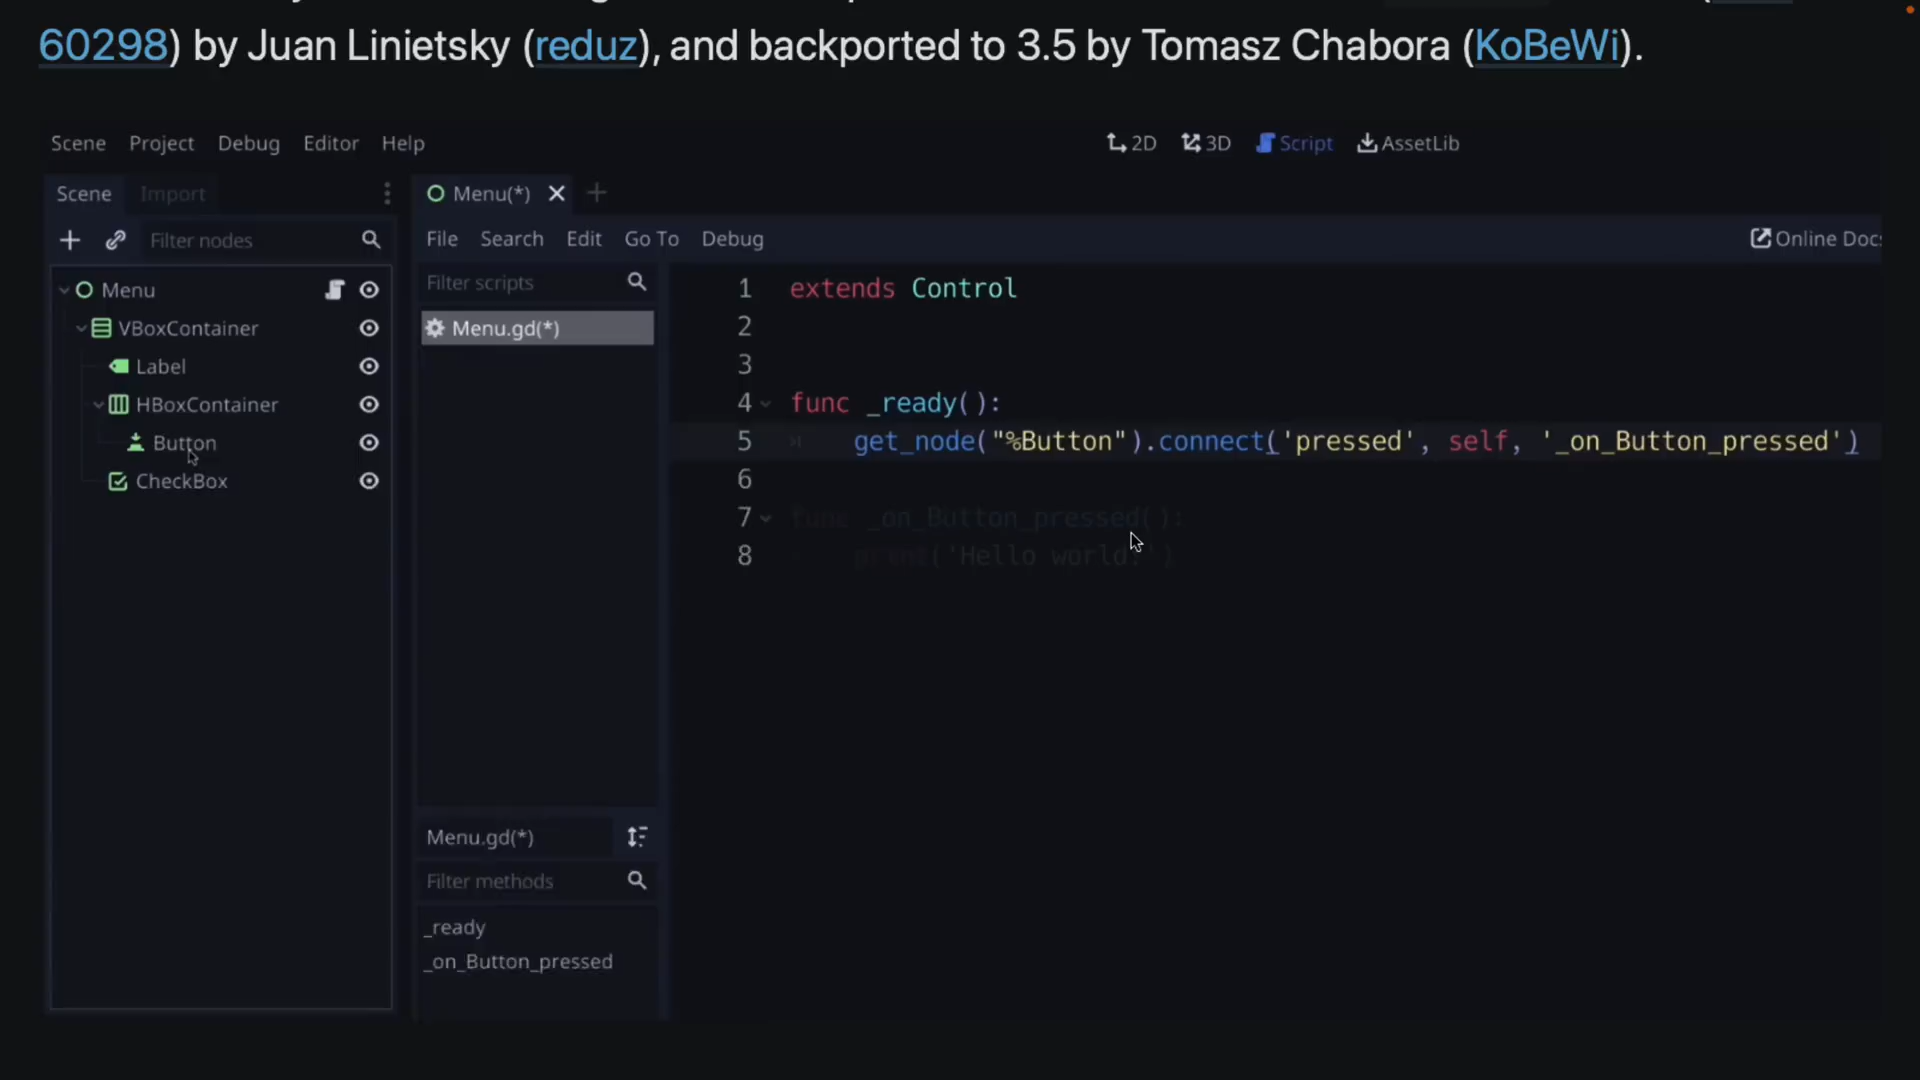 60298) by Juan Linietsky (reduz), and backported to 3.5 by Tomasz Chabora (KoBeWi).
Scene Project Debug Editor Help
2D 3D Script AssetLib
Scene Import
Menu(*)
Filter nodes
File Search Edit Go To Debug
Online Docs
Menu
VBoxContainer
Label
HBoxContainer
Button
CheckBox
Filter scripts
Menu.gd(*)
1 extends Control
2
3
4 func _ready():
5 get_node("%Button").connect('pressed', self, '_on_Button_pressed')
6
7 func _on_Button_pressed():
8 print('Hello world!')
Menu.gd(*)
Filter methods
_ready
_on_Button_pressed